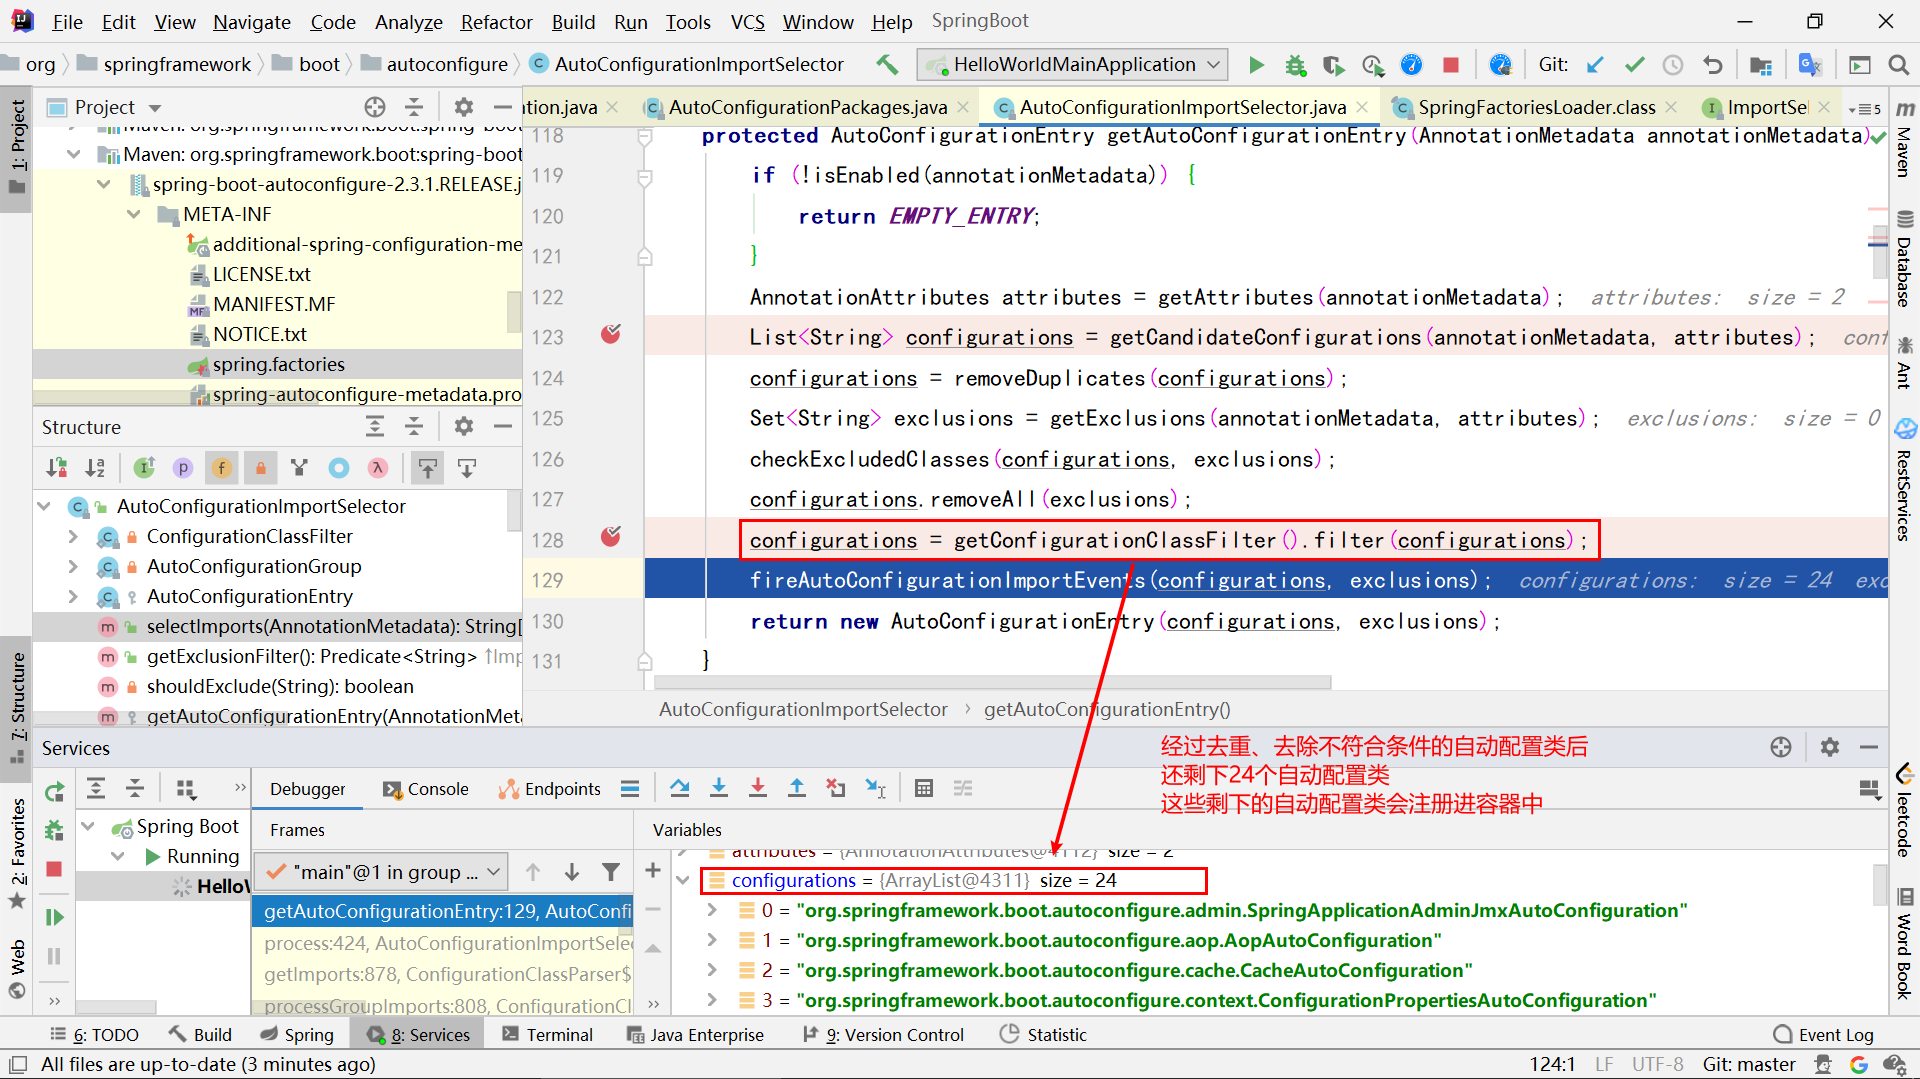 File Edit View Navigate Code Analyze Refactor Build Run Tools VCS Window Help SpringBoot
org springframework boot autoconfigure AutoConfigurationImportSelector HelloWorldMainApplication Git:
Project
ation.java AutoConfigurationPackages.java AutoConfigurationImportSelector.java SpringFactoriesLoader.class ImportSel 5
Maven: org.springframework.boot:spring-boot
Maven: org.springframework.boot:spring-boot
spring-boot-autoconfigure-2.3.1.RELEASE.j
META-INF
additional-spring-configuration-me
LICENSE.txt
MANIFEST.MF
NOTICE.txt
spring.factories
spring-autoconfigure-metadata.pro
118 protected AutoConfigurationEntry getAutoConfigurationEntry(AnnotationMetadata annotationMetadata)
119 if (!isEnabled(annotationMetadata)) {
120 return EMPTY_ENTRY;
121 }
122 AnnotationAttributes attributes = getAttributes(annotationMetadata); attributes: size = 2
123 List<String> configurations = getCandidateConfigurations(annotationMetadata, attributes); conf
124 configurations = removeDuplicates(configurations);
125 Set<String> exclusions = getExclusions(annotationMetadata, attributes); exclusions: size = 0
126 checkExcludedClasses(configurations, exclusions);
127 configurations.removeAll(exclusions);
128 configurations = getConfigurationClassFilter().filter(configurations);
129 fireAutoConfigurationImportEvents(configurations, exclusions); configurations: size = 24 exc
130 return new AutoConfigurationEntry(configurations, exclusions);
131 }
AutoConfigurationImportSelector › getAutoConfigurationEntry()
Structure
AutoConfigurationImportSelector
ConfigurationClassFilter
AutoConfigurationGroup
AutoConfigurationEntry
selectImports(AnnotationMetadata): String[
getExclusionFilter(): Predicate<String> ↑Imp
shouldExclude(String): boolean
getAutoConfigurationEntry(AnnotationMeta
1: Project
7: Structure
2: Favorites
Web
Maven
Database
Ant
RestServices
leetcode
Word Book
Services
经过去重、去除不符合条件的自动配置类后
还剩下24个自动配置类
这些剩下的自动配置类会注册进容器中
Debugger Console Endpoints
Spring Boot
Running
HelloW
Frames
"main"@1 in group ...
getAutoConfigurationEntry:129, AutoConfi
process:424, AutoConfigurationImportSele
getImports:878, ConfigurationClassParser$
processGroupImports:808, ConfigurationCl
Variables
attributes = {AnnotationAttributes@4112} size = 2
configurations = {ArrayList@4311} size = 24
0 = "org.springframework.boot.autoconfigure.admin.SpringApplicationAdminJmxAutoConfiguration"
1 = "org.springframework.boot.autoconfigure.aop.AopAutoConfiguration"
2 = "org.springframework.boot.autoconfigure.cache.CacheAutoConfiguration"
3 = "org.springframework.boot.autoconfigure.context.ConfigurationPropertiesAutoConfiguration"
6: TODO Build Spring 8: Services Terminal Java Enterprise 9: Version Control Statistic Event Log
All files are up-to-date (3 minutes ago) 124:1 LF UTF-8 Git: master